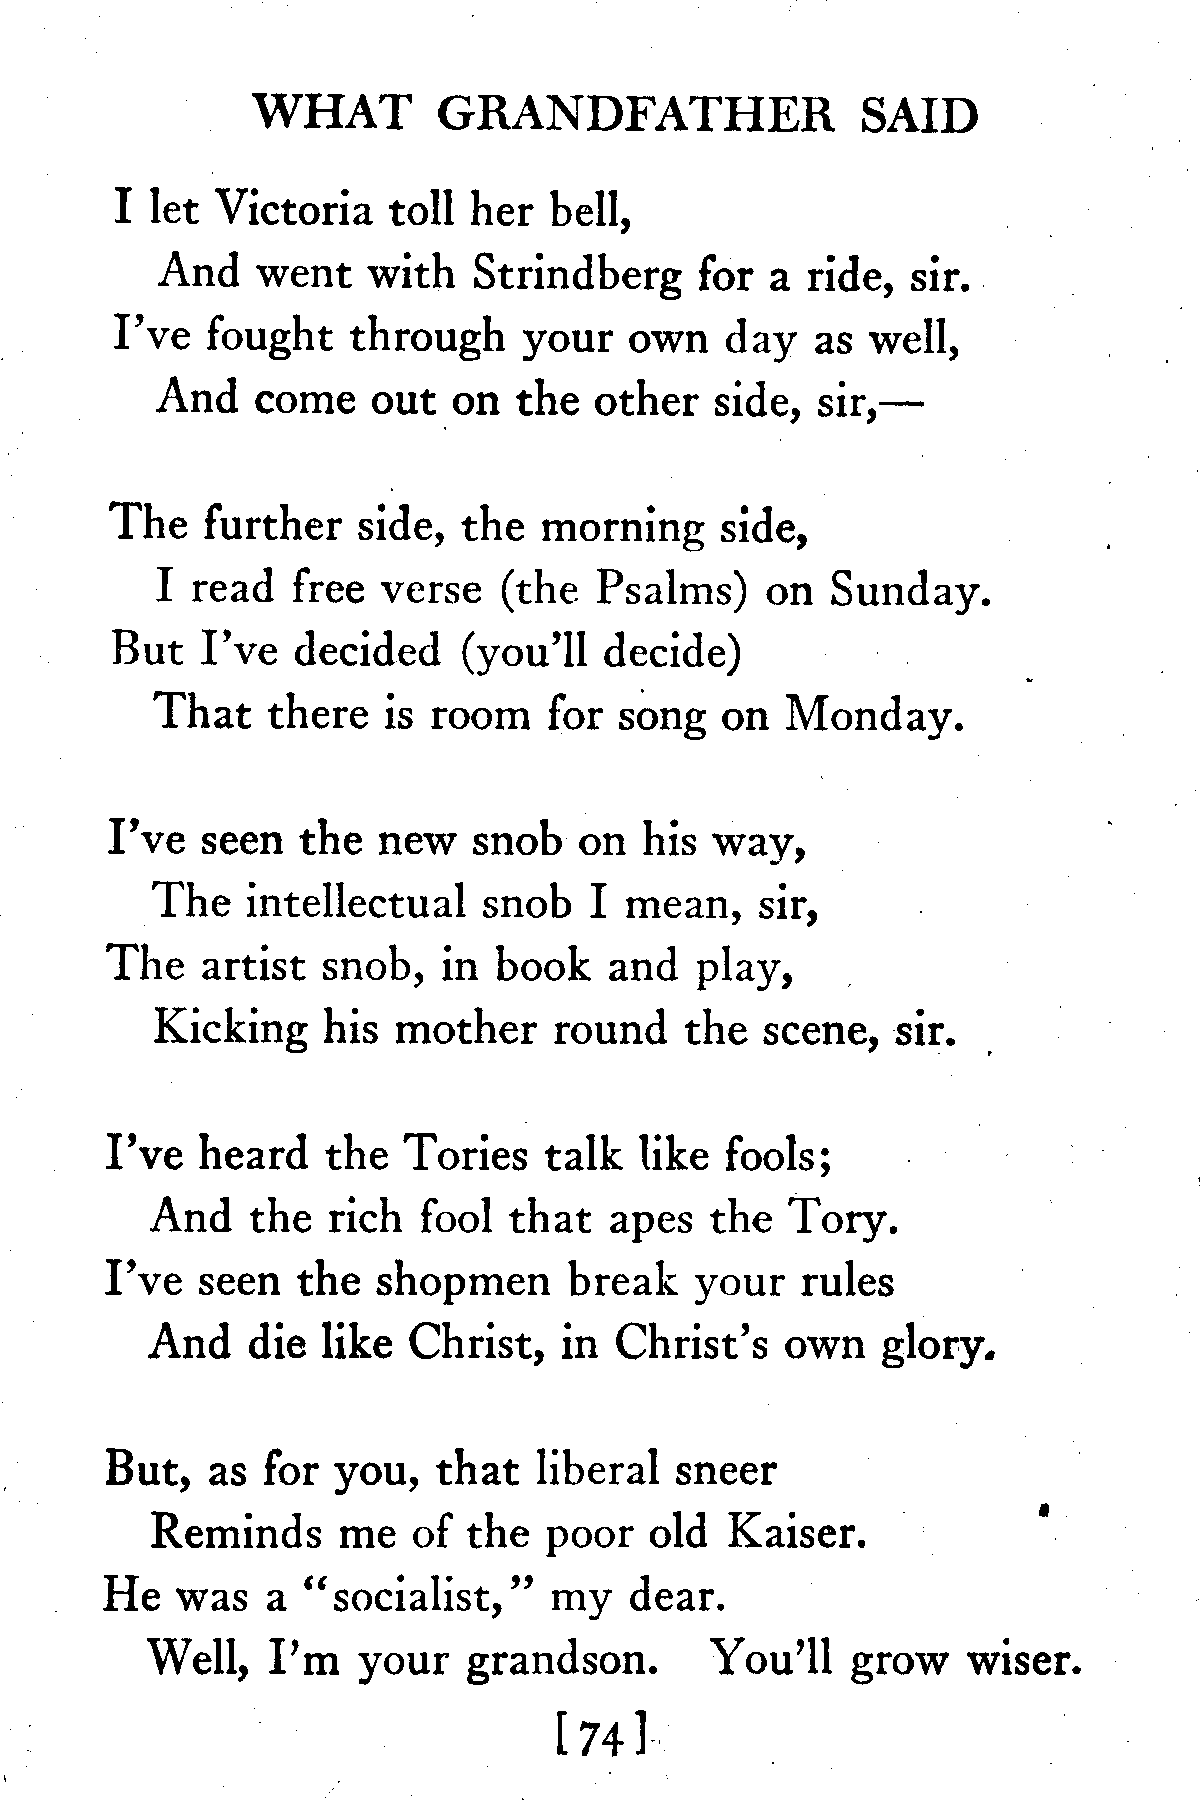 WHAT GRANDFATHER SAID
I let Victoria toll her bell,
And went with Strindberg for a ride, sir.
I've fought through your own day as well,
And come out on the other side, sir,—
The further side, the morning side,
I read free verse (the Psalms) on Sunday.
But I've decided (you'll decide)
That there is room for song on Monday.
I've seen the new snob on his way,
The intellectual snob I mean, sir,
The artist snob, in book and play,
Kicking his mother round the scene, sir.
I've heard the Tories talk like fools;
And the rich fool that apes the Tory.
I've seen the shopmen break your rules
And die like Christ, in Christ's own glory.
But, as for you, that liberal sneer
Reminds me of the poor old Kaiser.
He was a “socialist,” my dear.
Well, I'm your grandson. You'll grow wiser.
[74]